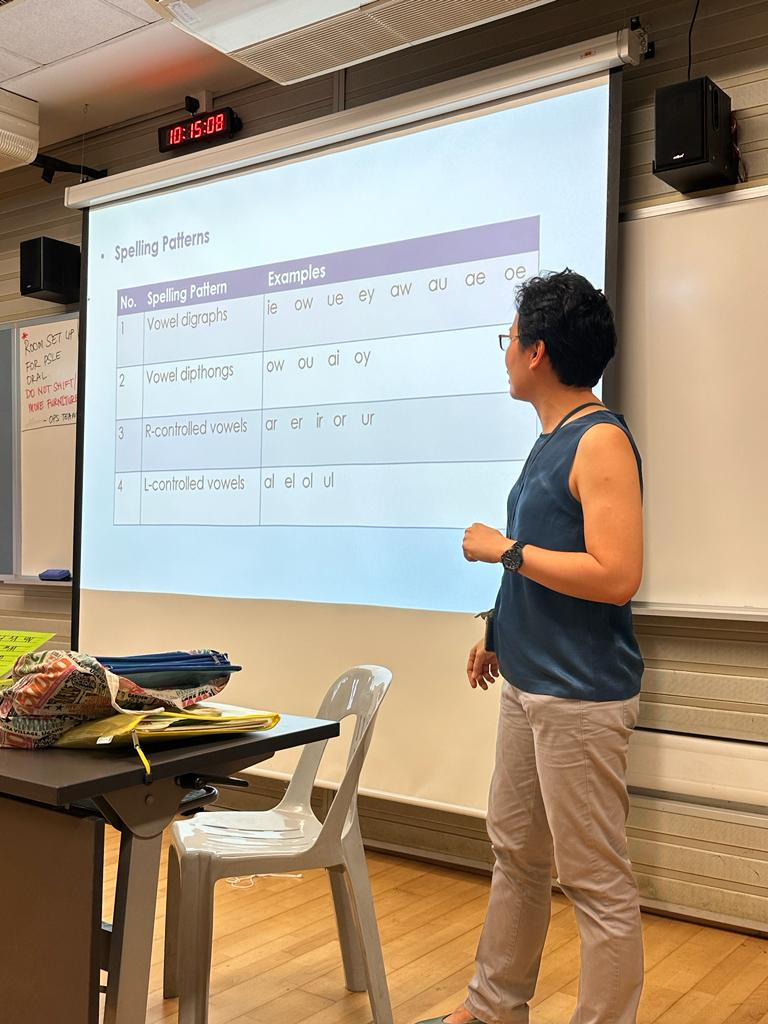 10:15:08
• Spelling Patterns
No. Spelling Pattern Examples
1 Vowel digraphs ie ow ue ey aw au ae oe
2 Vowel dipthongs ow ou ai oy
3 R-controlled vowels ar er ir or ur
4 L-controlled vowels al el ol ul
ROOM SET UP
FOR PSLE
ORAL
DO NOT SHIFT/
MOVE FURNITURE
- OPS TEAM